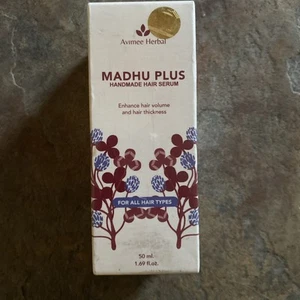 Avimee Herbal
MADHU PLUS
HANDMADE HAIR SERUM
Enhance hair volume
and hair thickness
FOR ALL HAIR TYPES
50 ml.
1.69 fl.oz.